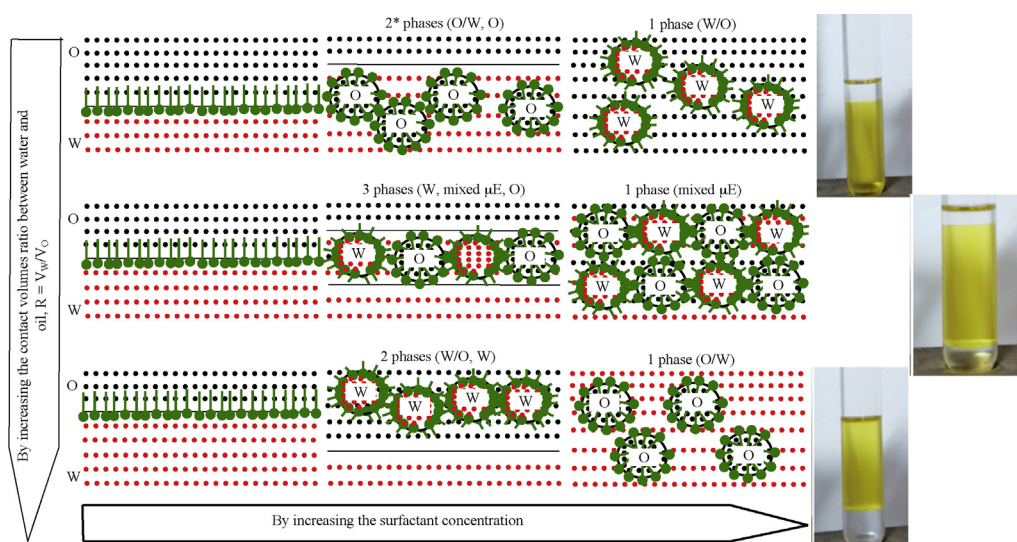 By increasing the contact volumes ratio between water and
oil, R = V_W/V_O
2* phases (O/W, O)
1 phase (W/O)
O
W
O
O
O
O
W
W
W
W
3 phases (W, mixed μE, O)
1 phase (mixed μE)
O
W
W
O
O
O
W
O
W
W
O
W
O
2 phases (W/O, W)
1 phase (O/W)
O
W
W
W
W
W
O
O
O
O
By increasing the surfactant concentration